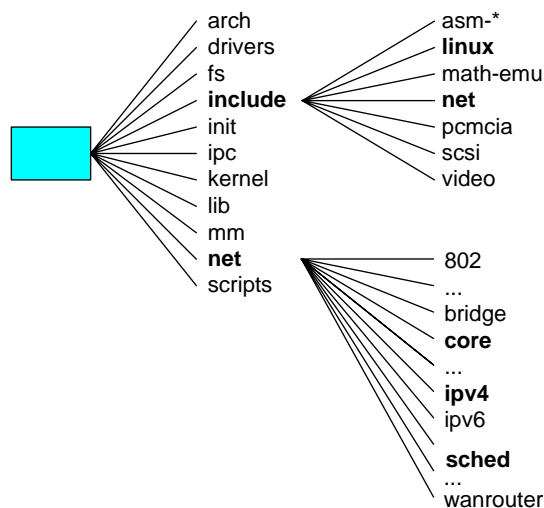 arch
drivers
fs
include
init
ipc
kernel
lib
mm
net
scripts
asm-*
linux
math-emu
net
pcmcia
scsi
video
802
...
bridge
core
...
ipv4
ipv6
sched
...
wanrouter